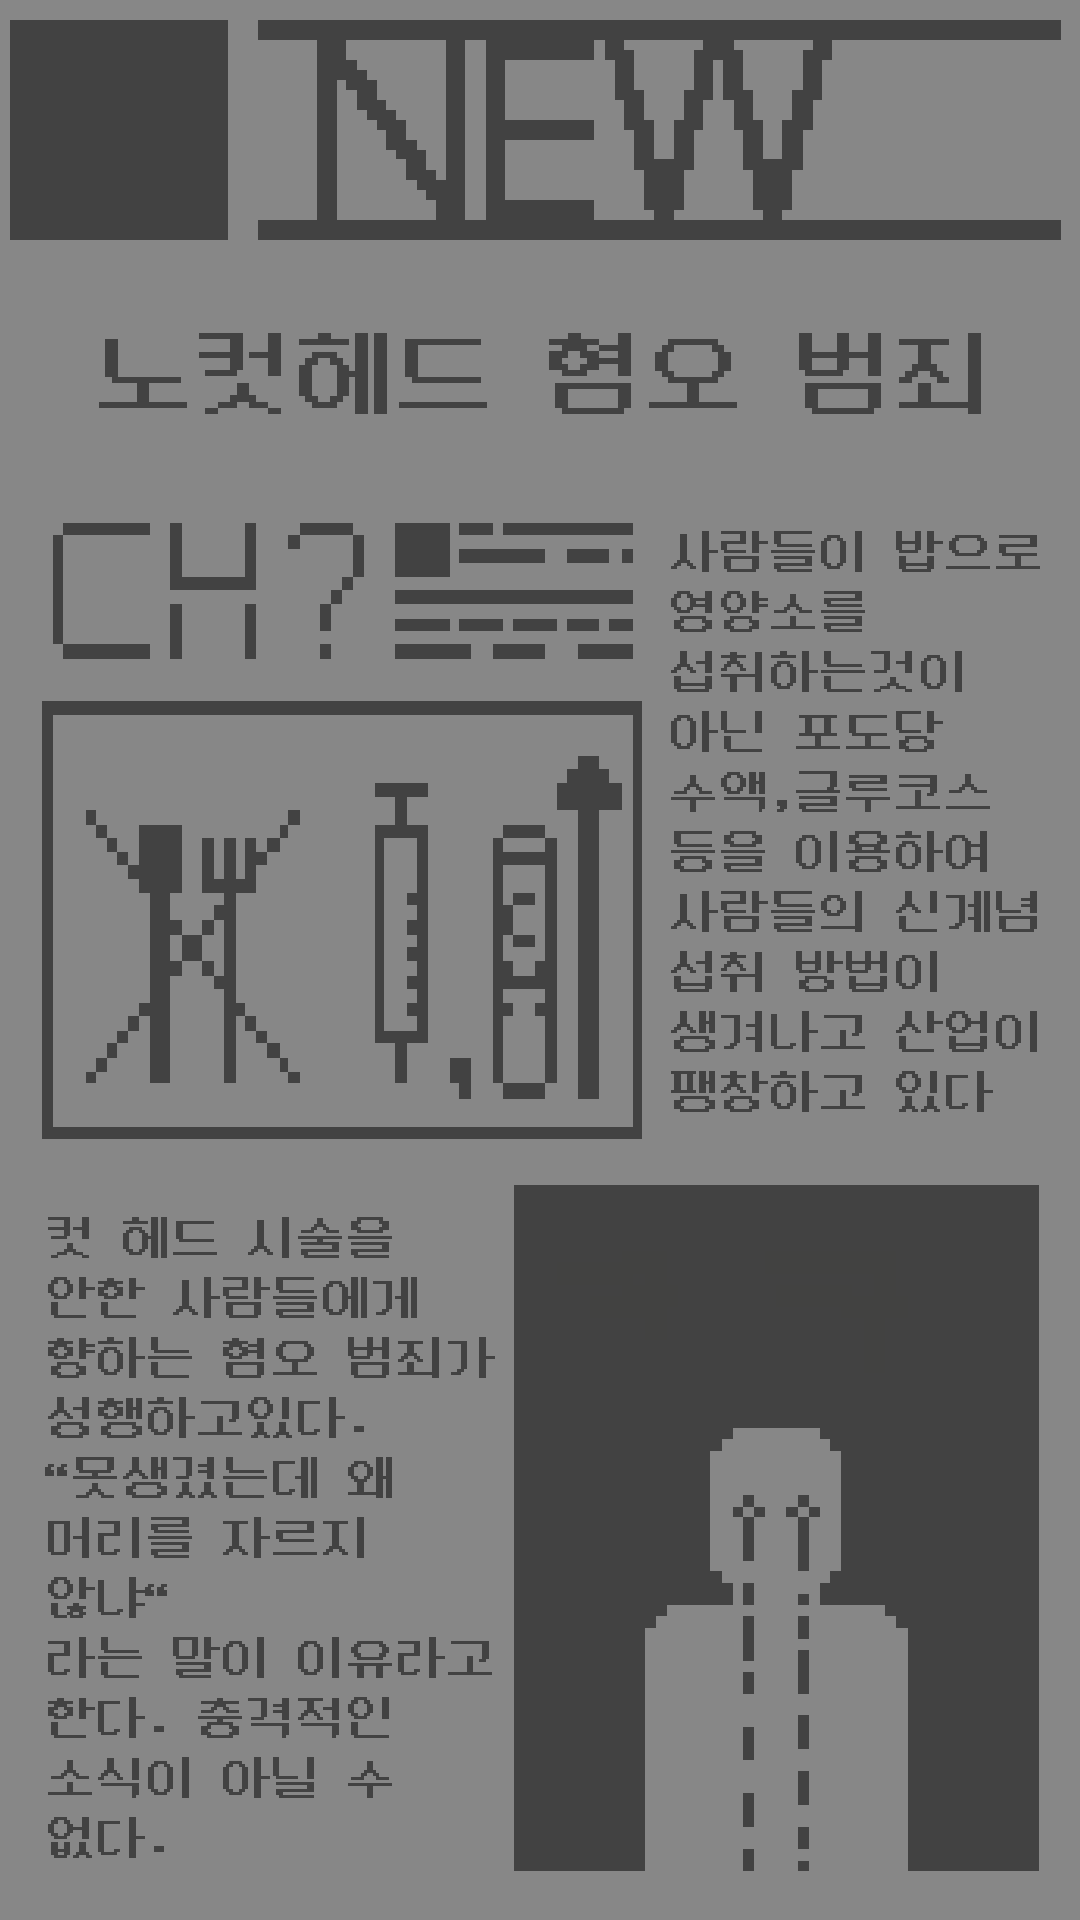 NEW
노컷헤드 혐오 범죄
CH?
사람들이 밥으로
영양소를
섭취하는것이
아닌 포도당
수액,글루코스
등을 이용하여
사람들의 신계념
섭취 방법이
생겨나고 산업이
팽창하고 있다
컷 헤드 시술을
안한 사람들에게
향하는 혐오 범죄가
성행하고있다.
“못생겼는데 왜
머리를 자르지
않냐“
라는 말이 이유라고
한다. 충격적인
소식이 아닐 수
없다.